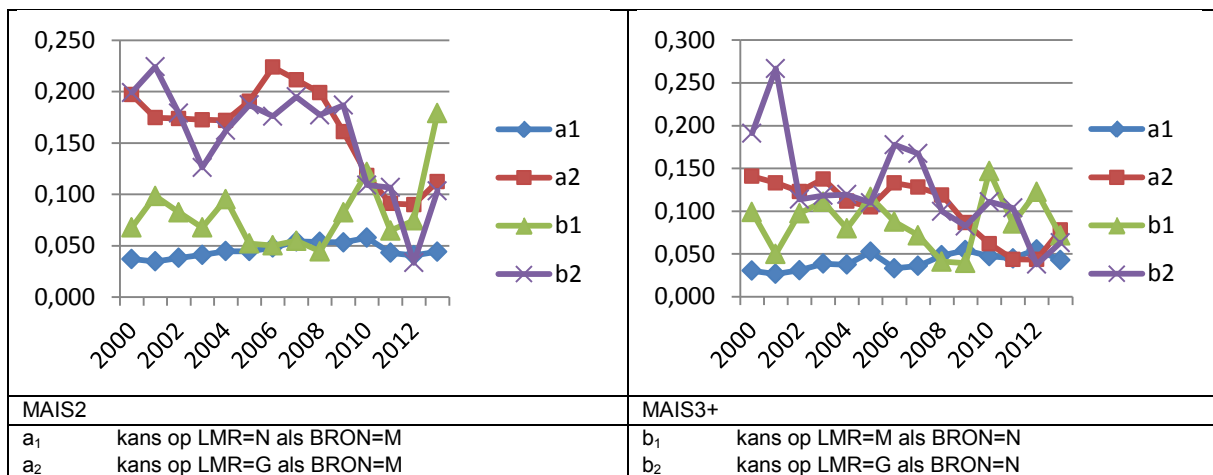 0,250
0,200
0,150
0,100
0,050
0,000
2000
2002
2004
2006
2008
2010
2012
a1
a2
b1
b2
0,300
0,250
0,200
0,150
0,100
0,050
0,000
2000
2002
2004
2006
2008
2010
2012
a1
a2
b1
b2
MAIS2
MAIS3+
a₁ kans op LMR=N als BRON=M
a₂ kans op LMR=G als BRON=M
b₁ kans op LMR=M als BRON=N
b₂ kans op LMR=G als BRON=N